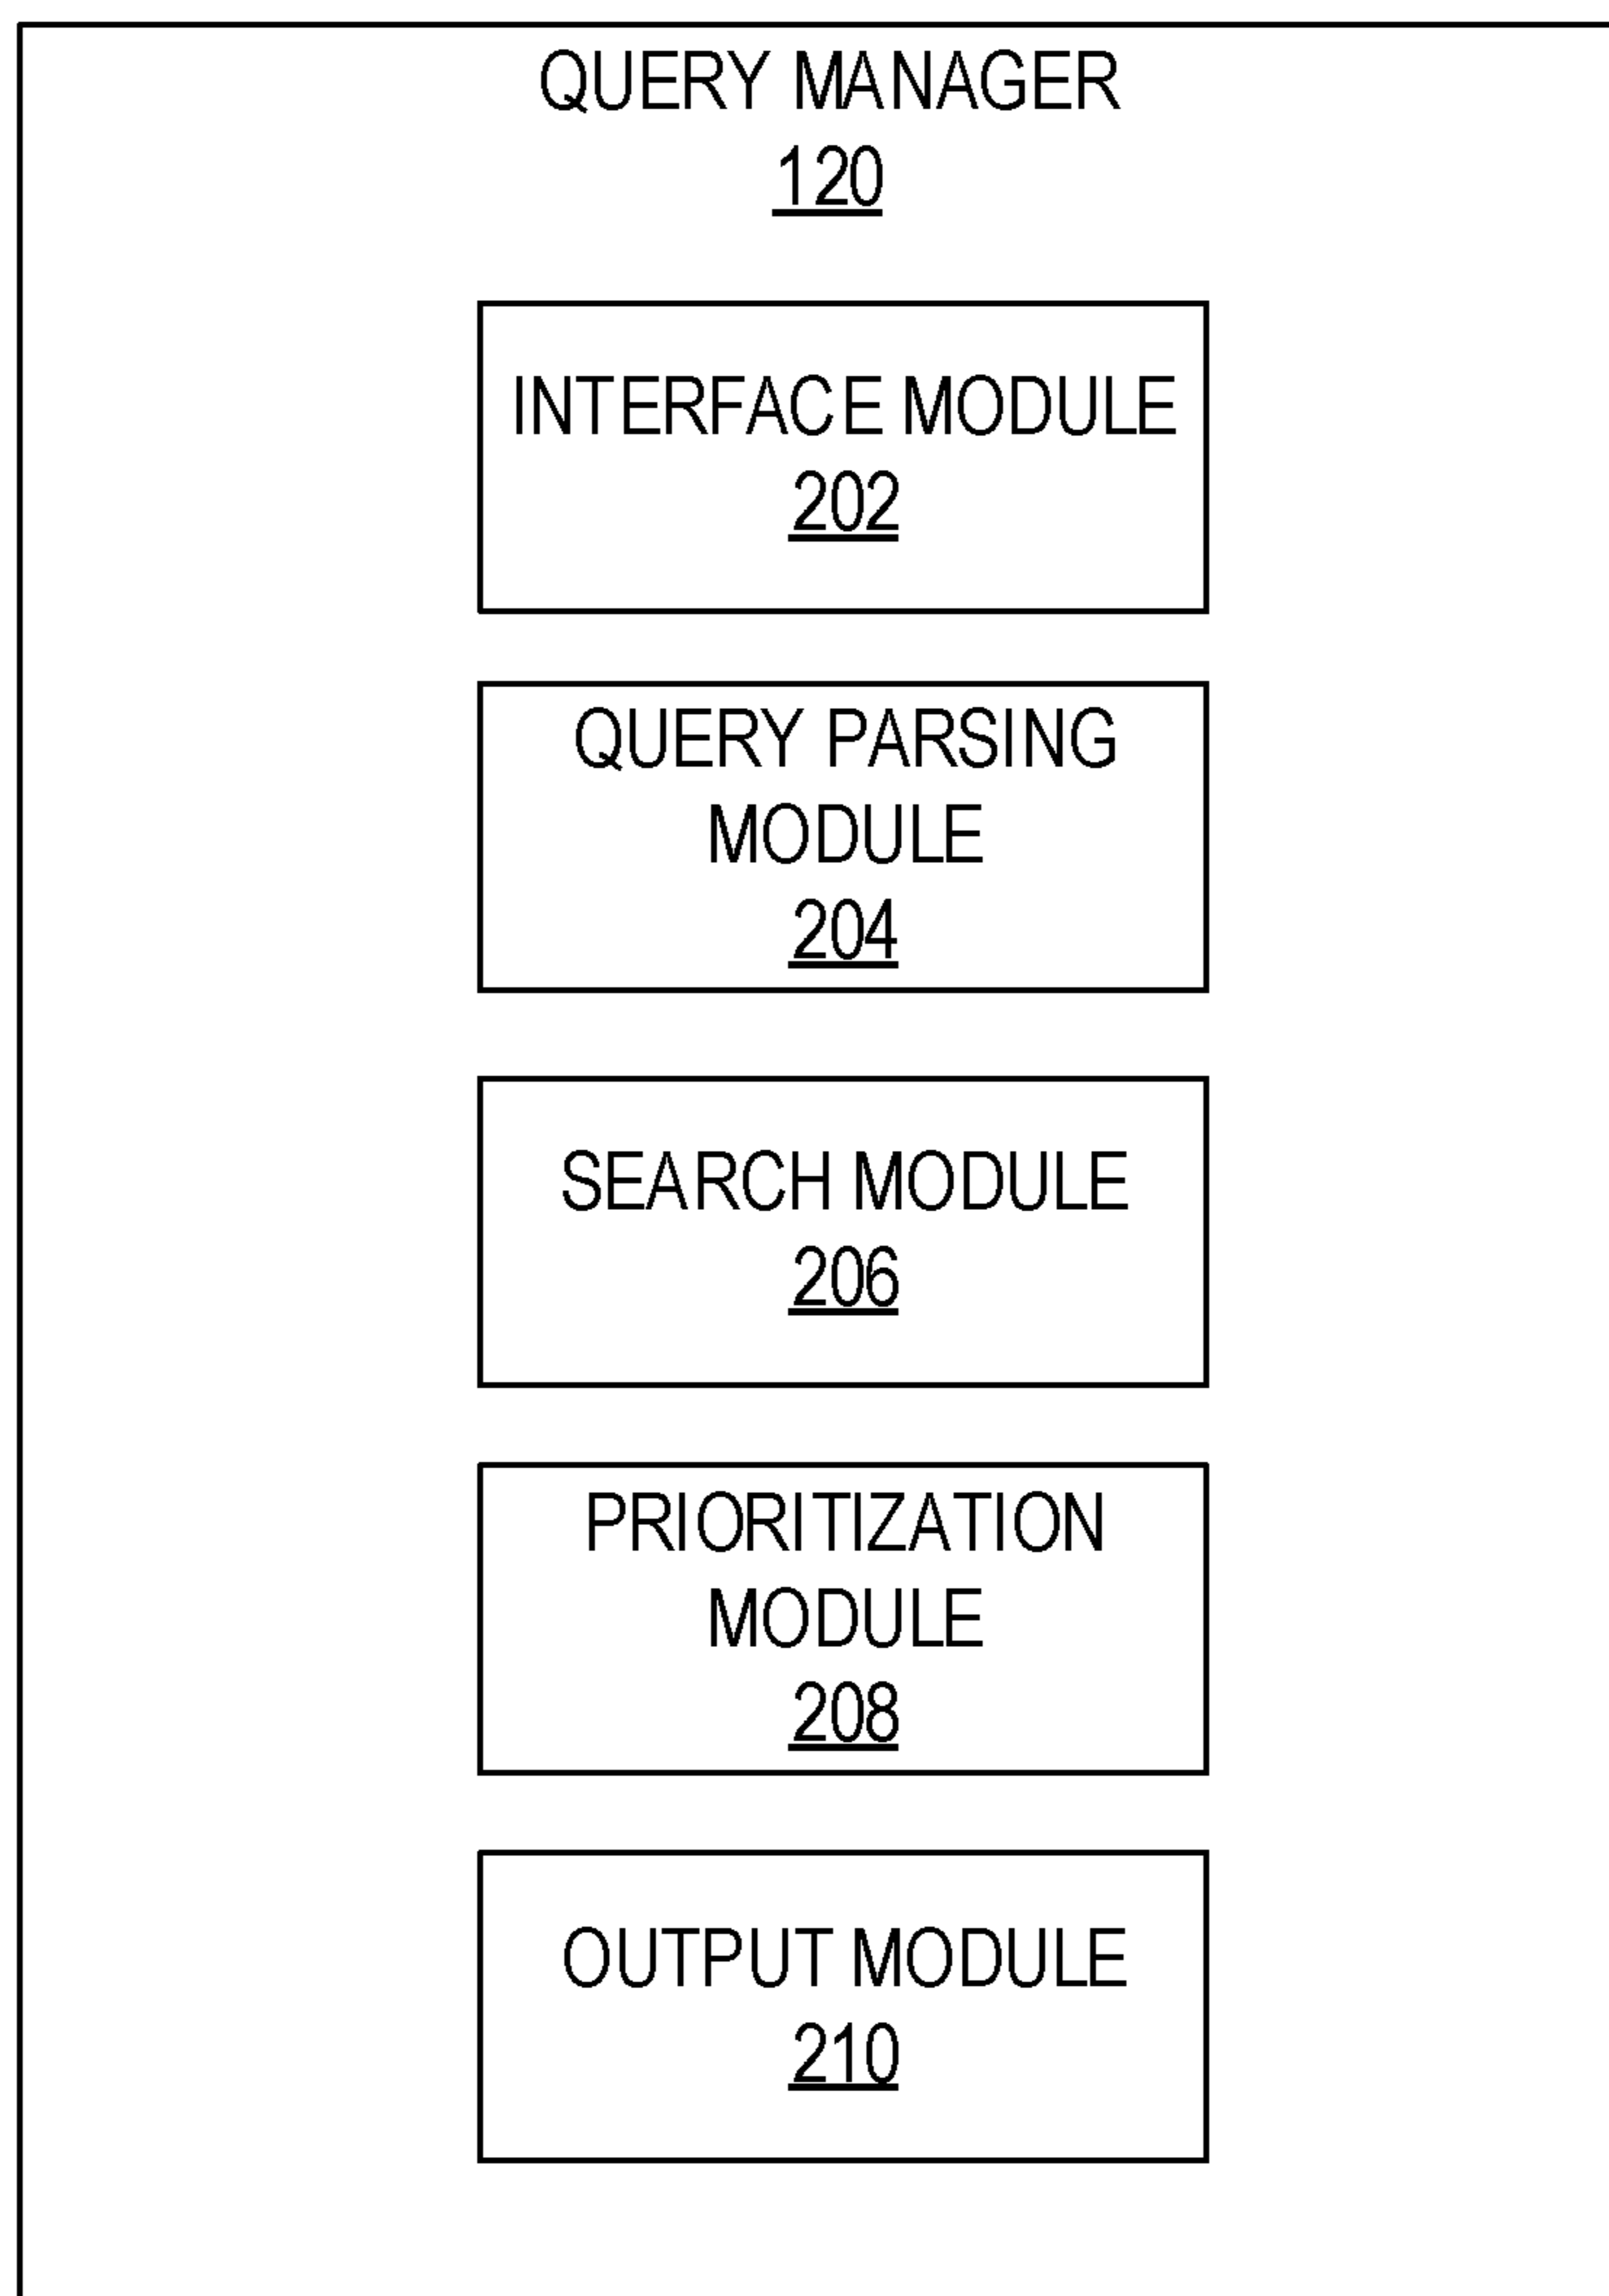 QUERY MANAGER
120
INTERFACE MODULE
202
QUERY PARSING
MODULE
204
SEARCH MODULE
206
PRIORITIZATION
MODULE
208
OUTPUT MODULE
210